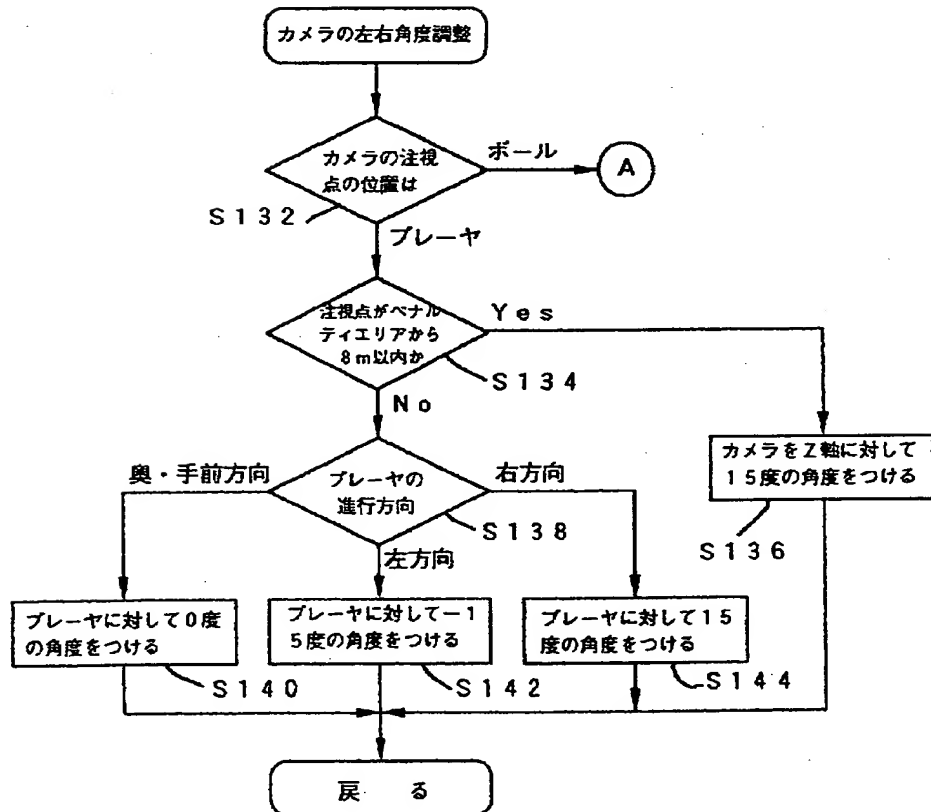 カメラの左右角度調整
カメラの注視
点の位置は
ボール
A
S132
プレーヤ
注視点がペナル
ティエリアから
8m以内か
Yes
S134
No
カメラをZ軸に対して
15度の角度をつける
S136
プレーヤの
進行方向
奥・手前方向
右方向
S138
左方向
プレーヤに対して0度
の角度をつける
S140
プレーヤに対して−1
5度の角度をつける
S142
プレーヤに対して15
度の角度をつける
S144
戻る